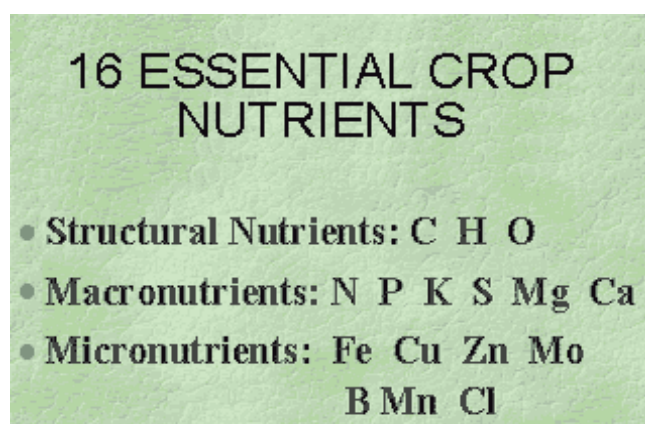 16 ESSENTIAL CROP
NUTRIENTS
• Structural Nutrients: C H O
• Macronutrients: N P K S Mg Ca
• Micronutrients: Fe Cu Zn Mo
B Mn Cl